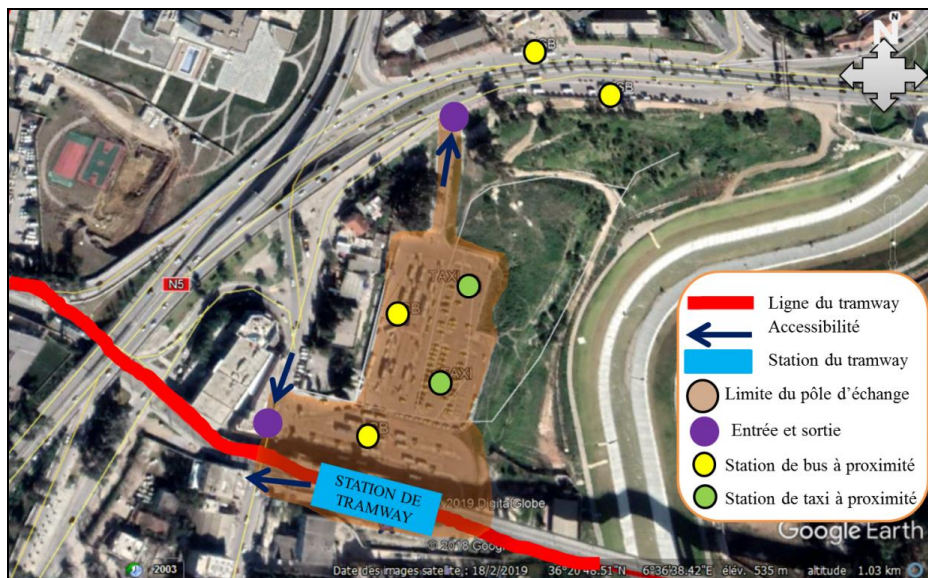 N
N5
TAXI
TAXI
STATION DE
TRAMWAY
2019 DigitalGlobe
© 2018 Google
Ligne du tramway
Accessibilité
Station du tramway
Limite du pôle d'échange
Entrée et sortie
Station de bus à proximité
Station de taxi à proximité
Google Earth
2003
Date des images satellite : 18/2/2019 36°20'48.51"N 6°36'38.42"E élév. 535 m altitude 1.03 km